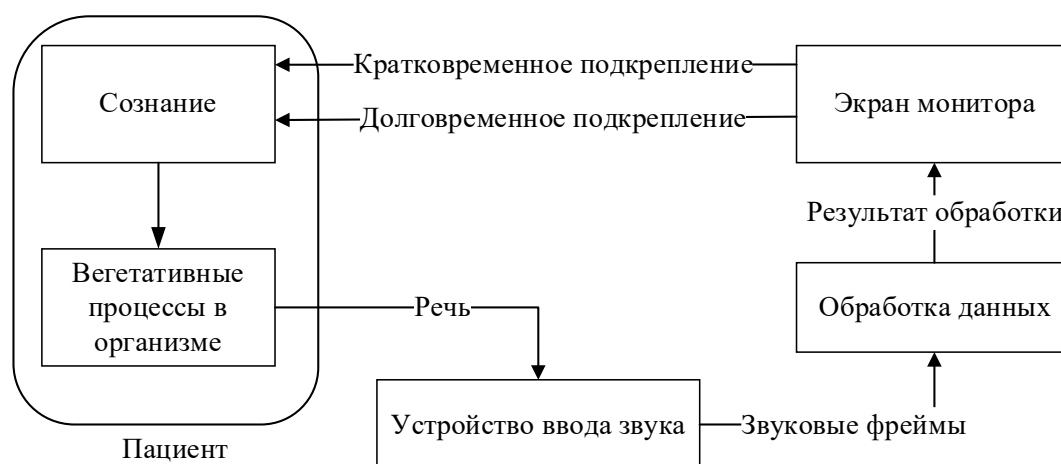 Сознание
Кратковременное подкрепление
Долговременное подкрепление
Экран монитора
Результат обработки
Вегетативные
процессы в
организме
Речь
Обработка данных
Устройство ввода звука
Звуковые фреймы
Пациент